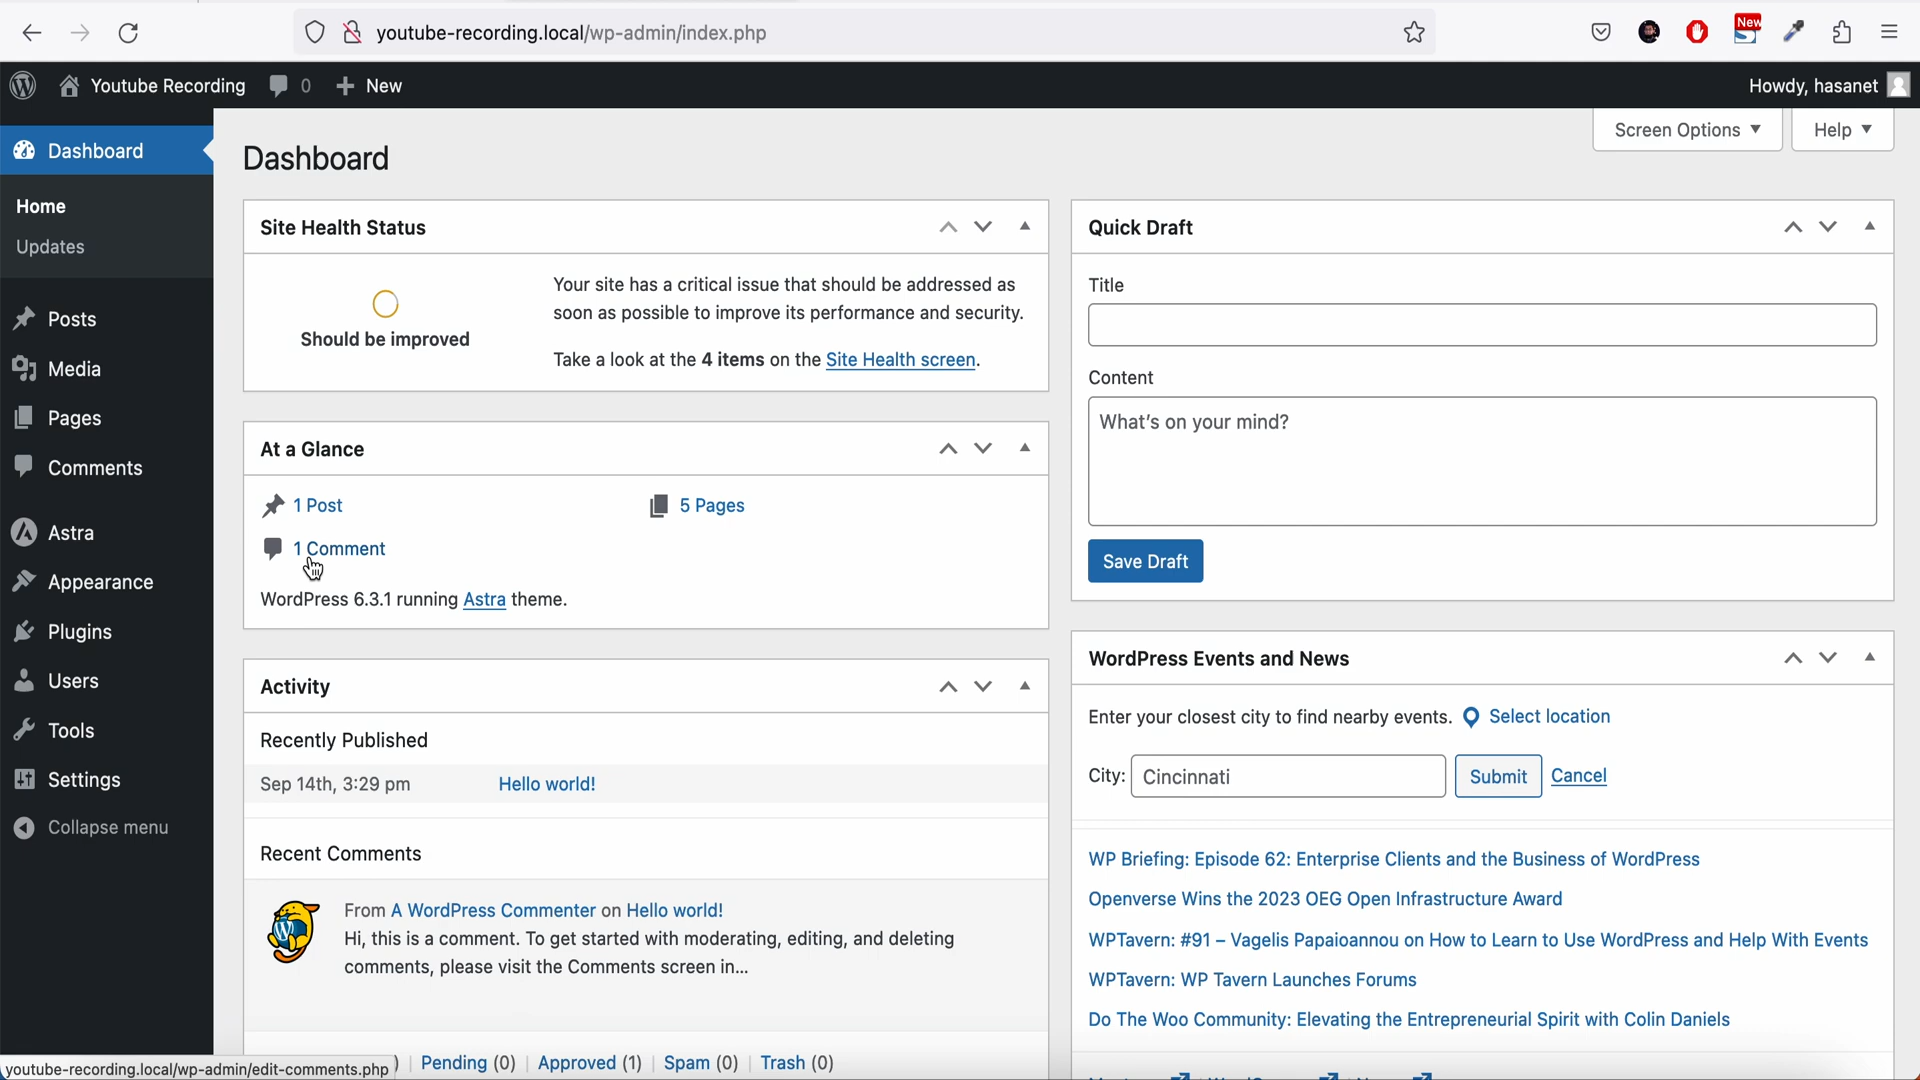 youtube-recording.local/wp-admin/index.php
New
Youtube Recording 0 New
Howdy, hasanet
Dashboard
Home
Updates
Posts
Media
Pages
Comments
Astra
Appearance
Plugins
Users
Tools
Settings
Collapse menu
Screen Options
Help
Dashboard
Site Health Status
Should be improved
Your site has a critical issue that should be addressed as
soon as possible to improve its performance and security.
Take a look at the 4 items on the Site Health screen.
At a Glance
1 Post
5 Pages
1 Comment
WordPress 6.3.1 running Astra theme.
Activity
Recently Published
Sep 14th, 3:29 pm Hello world!
Recent Comments
From A WordPress Commenter on Hello world!
Hi, this is a comment. To get started with moderating, editing, and deleting
comments, please visit the Comments screen in...
) | Pending (0) | Approved (1) | Spam (0) | Trash (0)
Quick Draft
Title
Content
What's on your mind?
Save Draft
WordPress Events and News
Enter your closest city to find nearby events. Select location
City: Cincinnati Submit Cancel
WP Briefing: Episode 62: Enterprise Clients and the Business of WordPress
Openverse Wins the 2023 OEG Open Infrastructure Award
WPTavern: #91 – Vagelis Papaioannou on How to Learn to Use WordPress and Help With Events
WPTavern: WP Tavern Launches Forums
Do The Woo Community: Elevating the Entrepreneurial Spirit with Colin Daniels
youtube-recording.local/wp-admin/edit-comments.php